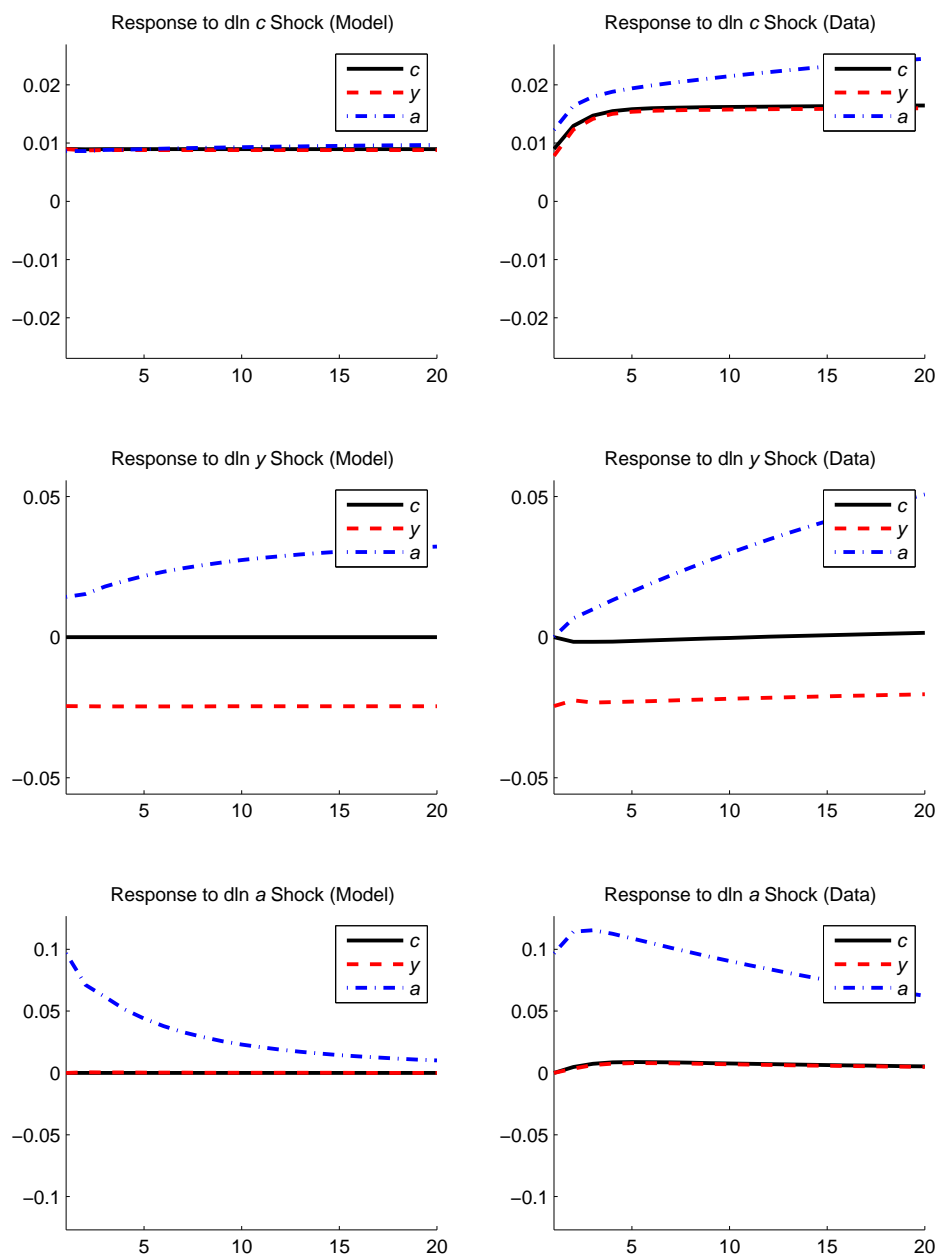 Response to dln c Shock (Model)
0.02
0.01
0
−0.01
−0.02
5
10
15
20
c
y
a
Response to dln c Shock (Data)
0.02
0.01
0
−0.01
−0.02
5
10
15
20
c
y
a
Response to dln y Shock (Model)
0.05
0
−0.05
5
10
15
20
c
y
a
Response to dln y Shock (Data)
0.05
0
−0.05
5
10
15
20
c
y
a
Response to dln a Shock (Model)
0.1
0.05
0
−0.05
−0.1
5
10
15
20
c
y
a
Response to dln a Shock (Data)
0.1
0.05
0
−0.05
−0.1
5
10
15
20
c
y
a